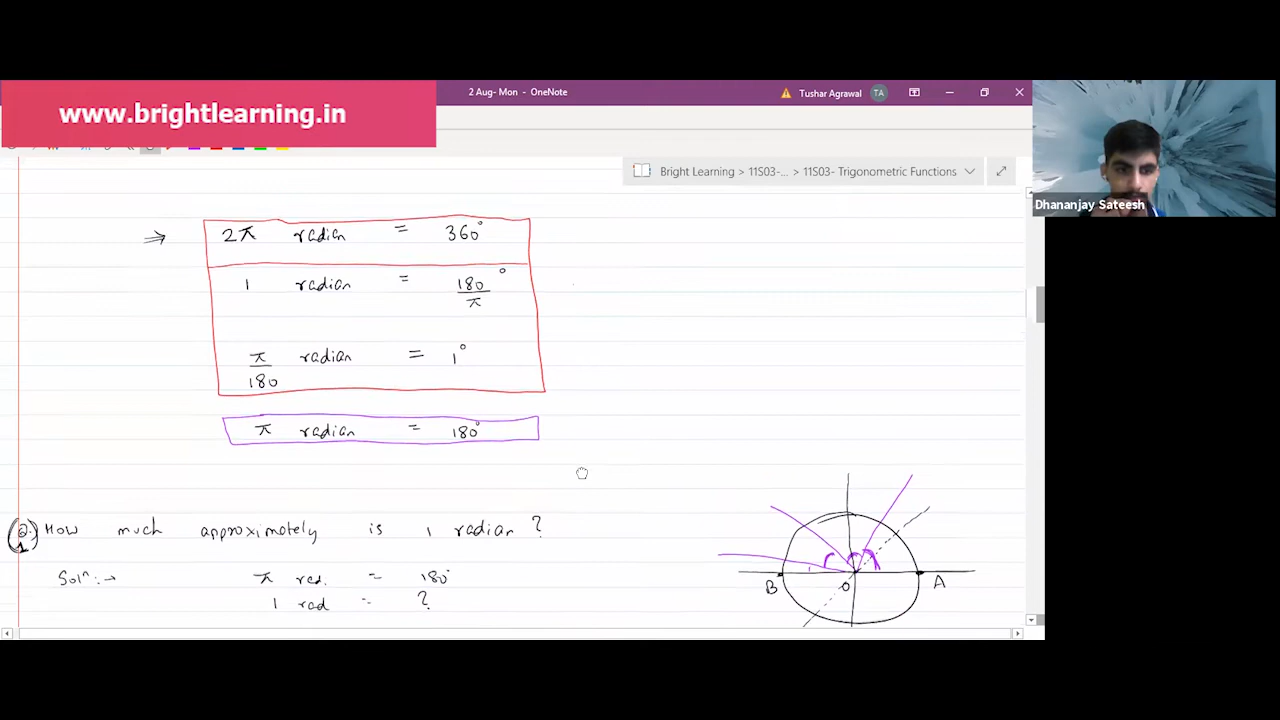 www.brightlearning.in
2 Aug- Mon - OneNote
Tushar Agrawal TA
Bright Learning > 11S03-... > 11S03- Trigonometric Functions
Dhananjay Sateesh
⇒ 2π radian = 360°
1 radian = 180/π °
π/180 radian = 1°
π radian = 180°
Q. 1 How much approximately is 1 radian ?
Solⁿ:→ π rad. = 180°
1 rad = ?
B O A